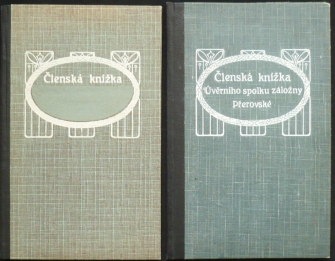 Členská knížka
Členská knížka
Úvěrního spolku záložny
Přerovské